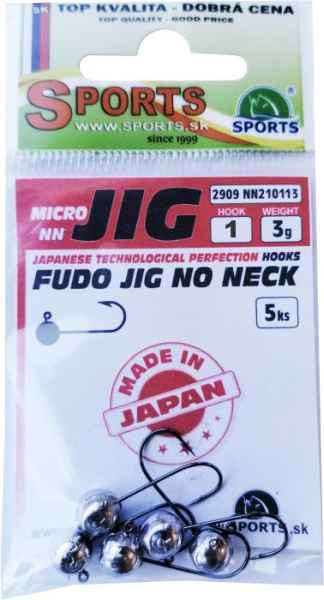 SK
TOP KVALITA - DOBRÁ CENA
TOP QUALITY - GOOD PRICE
SPORTS
www.SPORTS.sk
since 1999
SPORTS
MICRO
NN
JIG
2909 NN210113
HOOK
WEIGHT
1
3g
JAPANESE TECHNOLOGICAL PERFECTION HOOKS
FUDO JIG NO NECK
5ks
MADE IN
JAPAN
SPORTS.sk